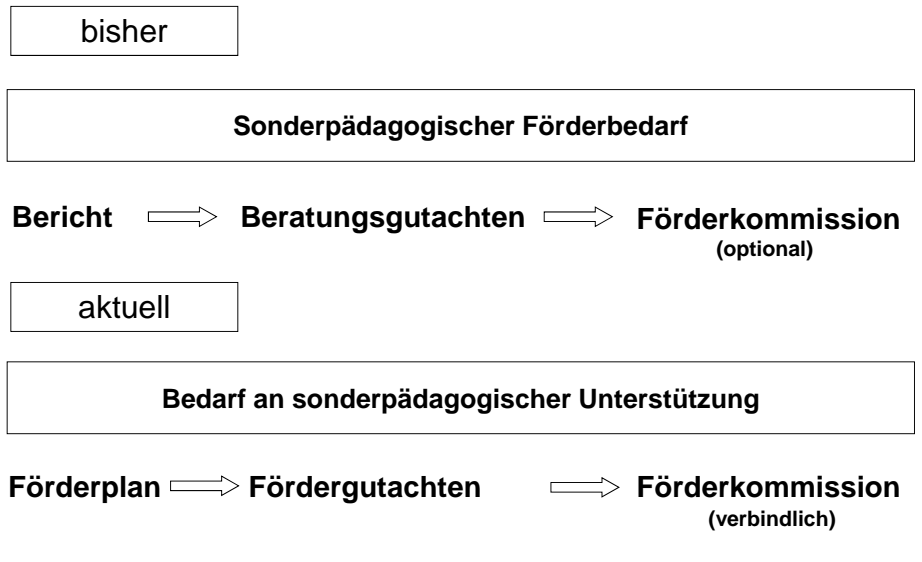 bisher
Sonderpädagogischer Förderbedarf
Bericht Beratungsgutachten Förderkommission
(optional)
aktuell
Bedarf an sonderpädagogischer Unterstützung
Förderplan Fördergutachten Förderkommission
(verbindlich)